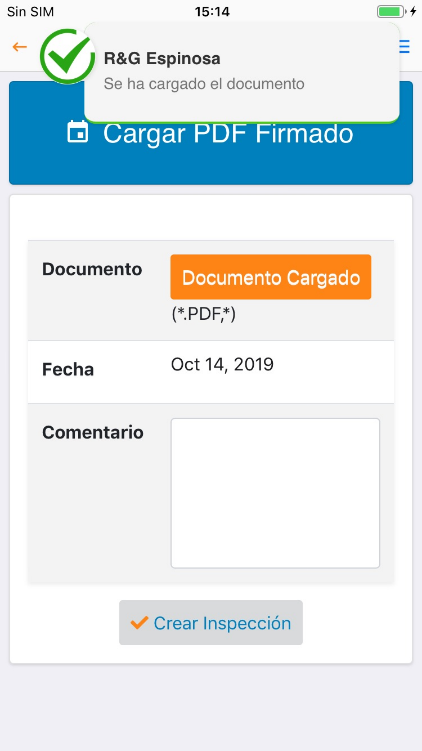 Sin SIM
15:14
R&G Espinosa
Se ha cargado el documento
Cargar PDF Firmado
Documento
Documento Cargado
(*.PDF,*)
Fecha
Oct 14, 2019
Comentario
Crear Inspección